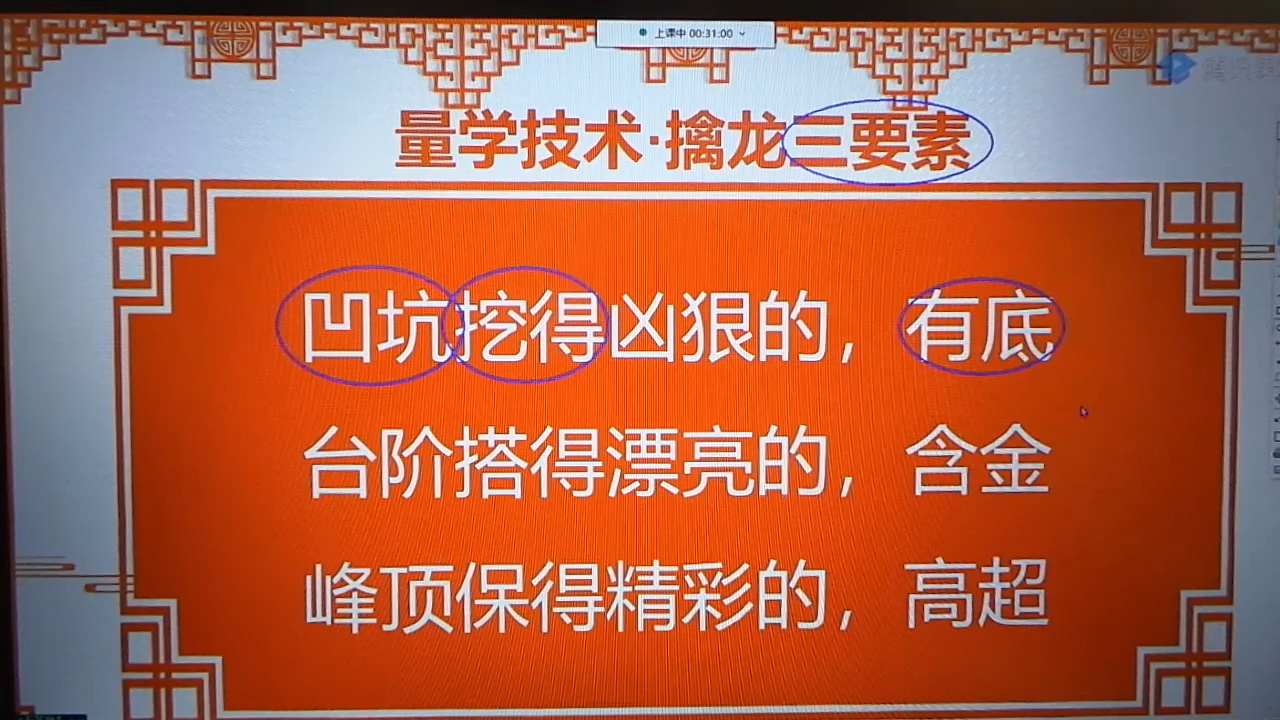 上课中 00:31:00
量学技术·擒龙三要素
凹坑挖得凶狠的，有底
台阶搭得漂亮的，含金
峰顶保得精彩的，高超